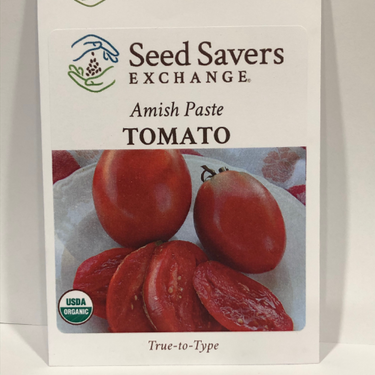 Seed Savers
EXCHANGE®
Amish Paste
TOMATO
USDA
ORGANIC
True-to-Type